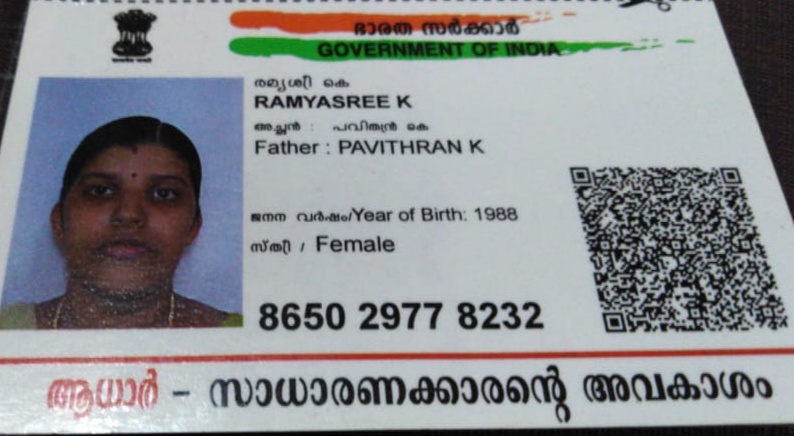 ഭാരത സർക്കാർ
GOVERNMENT OF INDIA
രമ്യശ്രീ കെ
RAMYASREE K
അച്ഛൻ : പവിത്രൻ കെ
Father : PAVITHRAN K
ജനന വർഷം/Year of Birth: 1988
സ്ത്രീ / Female
8650 2977 8232
ആധാർ - സാധാരണക്കാരന്റെ അവകാശം